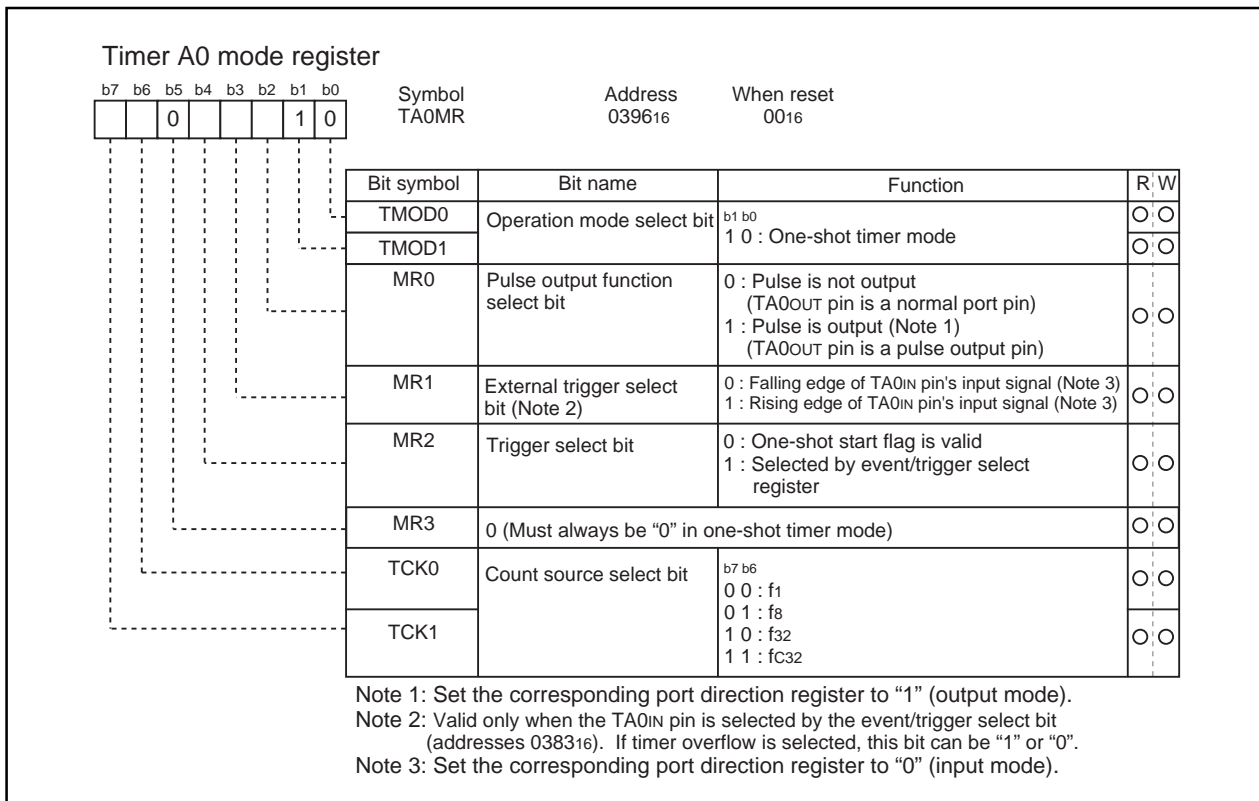 Timer A0 mode register
b7 b6 b5 b4 b3 b2 b1 b0
0 1 0
Symbol Address When reset
TA0MR 039616 0016
Bit symbol Bit name Function R W
TMOD0 Operation mode select bit b1 b0
TMOD1 1 0 : One-shot timer mode
MR0 Pulse output function select bit
0 : Pulse is not output
(TA0OUT pin is a normal port pin)
1 : Pulse is output (Note 1)
(TA0OUT pin is a pulse output pin)
MR1 External trigger select bit (Note 2)
0 : Falling edge of TA0IN pin's input signal (Note 3)
1 : Rising edge of TA0IN pin's input signal (Note 3)
MR2 Trigger select bit
0 : One-shot start flag is valid
1 : Selected by event/trigger select
register
MR3 0 (Must always be “0” in one-shot timer mode)
TCK0 Count source select bit
b7 b6
0 0 : f1
0 1 : f8
TCK1
1 0 : f32
1 1 : fC32
Note 1: Set the corresponding port direction register to “1” (output mode).
Note 2: Valid only when the TA0IN pin is selected by the event/trigger select bit
(addresses 038316). If timer overflow is selected, this bit can be “1” or “0”.
Note 3: Set the corresponding port direction register to “0” (input mode).